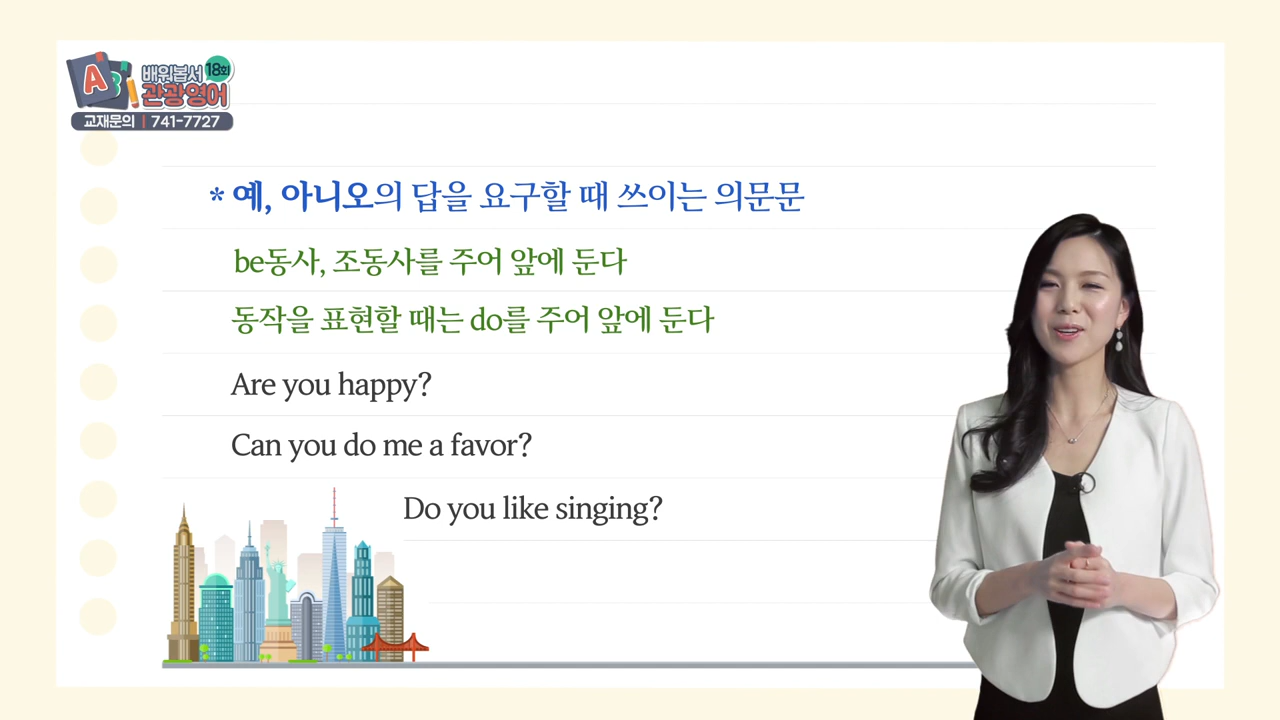 배워봅서 18회
관광영어
교재문의 | 741-7727
* 예, 아니오의 답을 요구할 때 쓰이는 의문문
be동사, 조동사를 주어 앞에 둔다
동작을 표현할 때는 do를 주어 앞에 둔다
Are you happy?
Can you do me a favor?
Do you like singing?